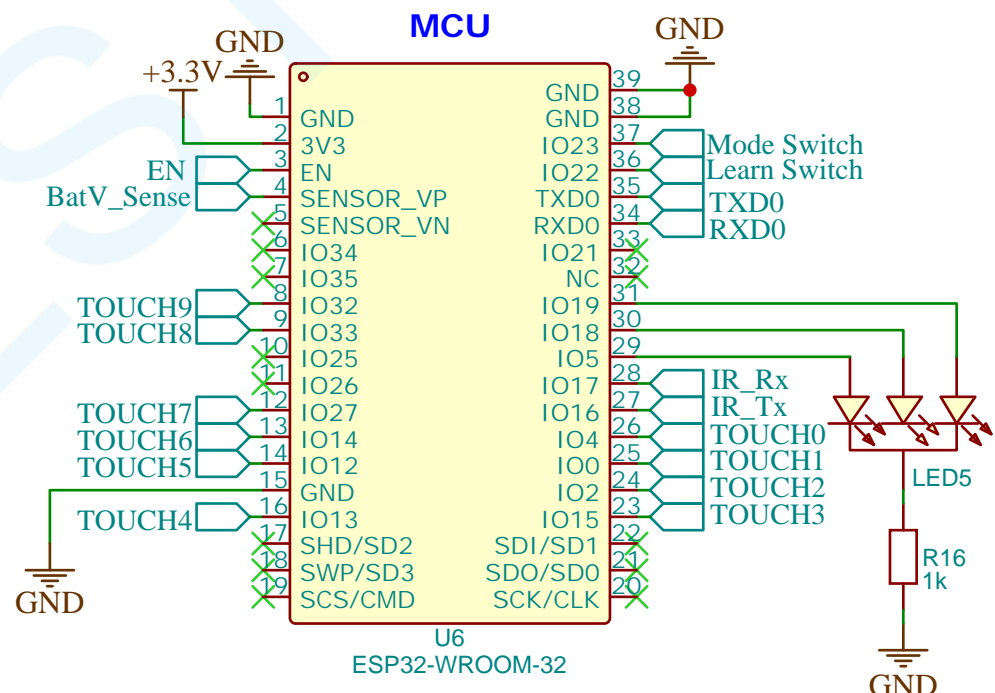 MCU
GND
GND
+3.3V
EN
BatV_Sense
TOUCH9
TOUCH8
TOUCH7
TOUCH6
TOUCH5
TOUCH4
GND
1 GND
2 3V3
3 EN
4 SENSOR_VP
5 SENSOR_VN
6 IO34
7 IO35
8 IO32
9 IO33
10 IO25
11 IO26
12 IO27
13 IO14
14 IO12
15 GND
16 IO13
17 SHD/SD2
18 SWP/SD3
19 SCS/CMD
GND 39
GND 38
IO23 37
IO22 36
TXD0 35
RXD0 34
IO21 33
NC 32
IO19 31
IO18 30
IO5 29
IO17 28
IO16 27
IO4 26
IO0 25
IO2 24
IO15 23
SDI/SD1 22
SDO/SD0 21
SCK/CLK 20
Mode Switch
Learn Switch
TXD0
RXD0
IR_Rx
IR_Tx
TOUCH0
TOUCH1
TOUCH2
TOUCH3
LED5
R16
1k
GND
U6
ESP32-WROOM-32